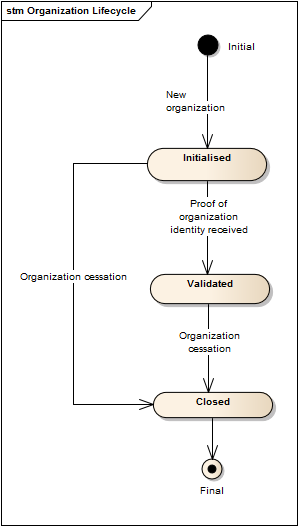 stm Organization Lifecycle
Initial
New
organization
Initialised
Proof of
organization
identity received
Organization cessation
Validated
Organization
cessation
Closed
Final